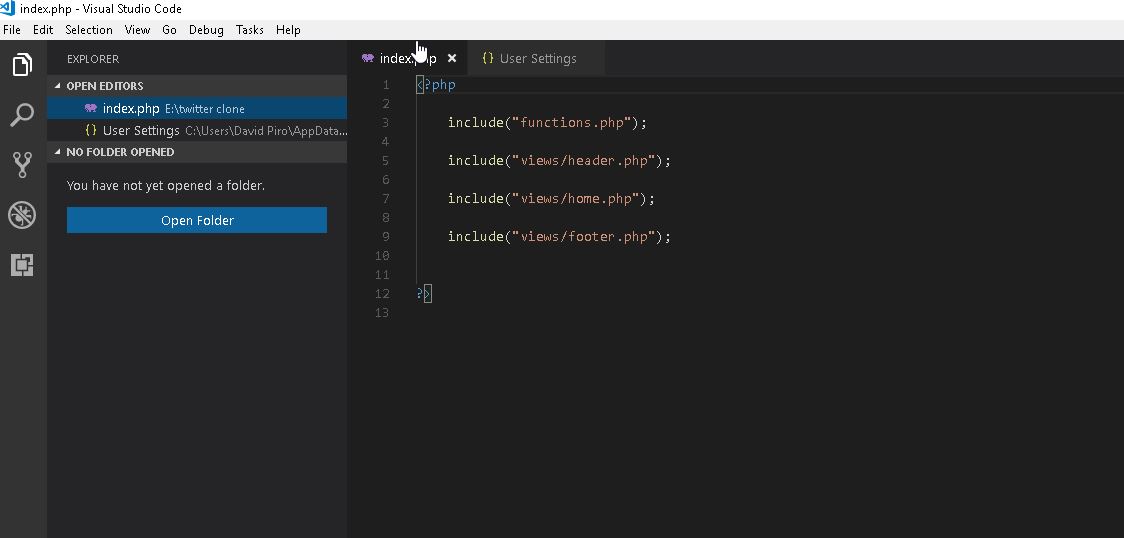 index.php - Visual Studio Code
File Edit Selection View Go Debug Tasks Help
EXPLORER
OPEN EDITORS
index.php E:\twitter clone
{} User Settings C:\Users\David Piro\AppData...
NO FOLDER OPENED
You have not yet opened a folder.
Open Folder
index.php × {} User Settings
1 <?php
2
3 include("functions.php");
4
5 include("views/header.php");
6
7 include("views/home.php");
8
9 include("views/footer.php");
10
11
12 ?>
13